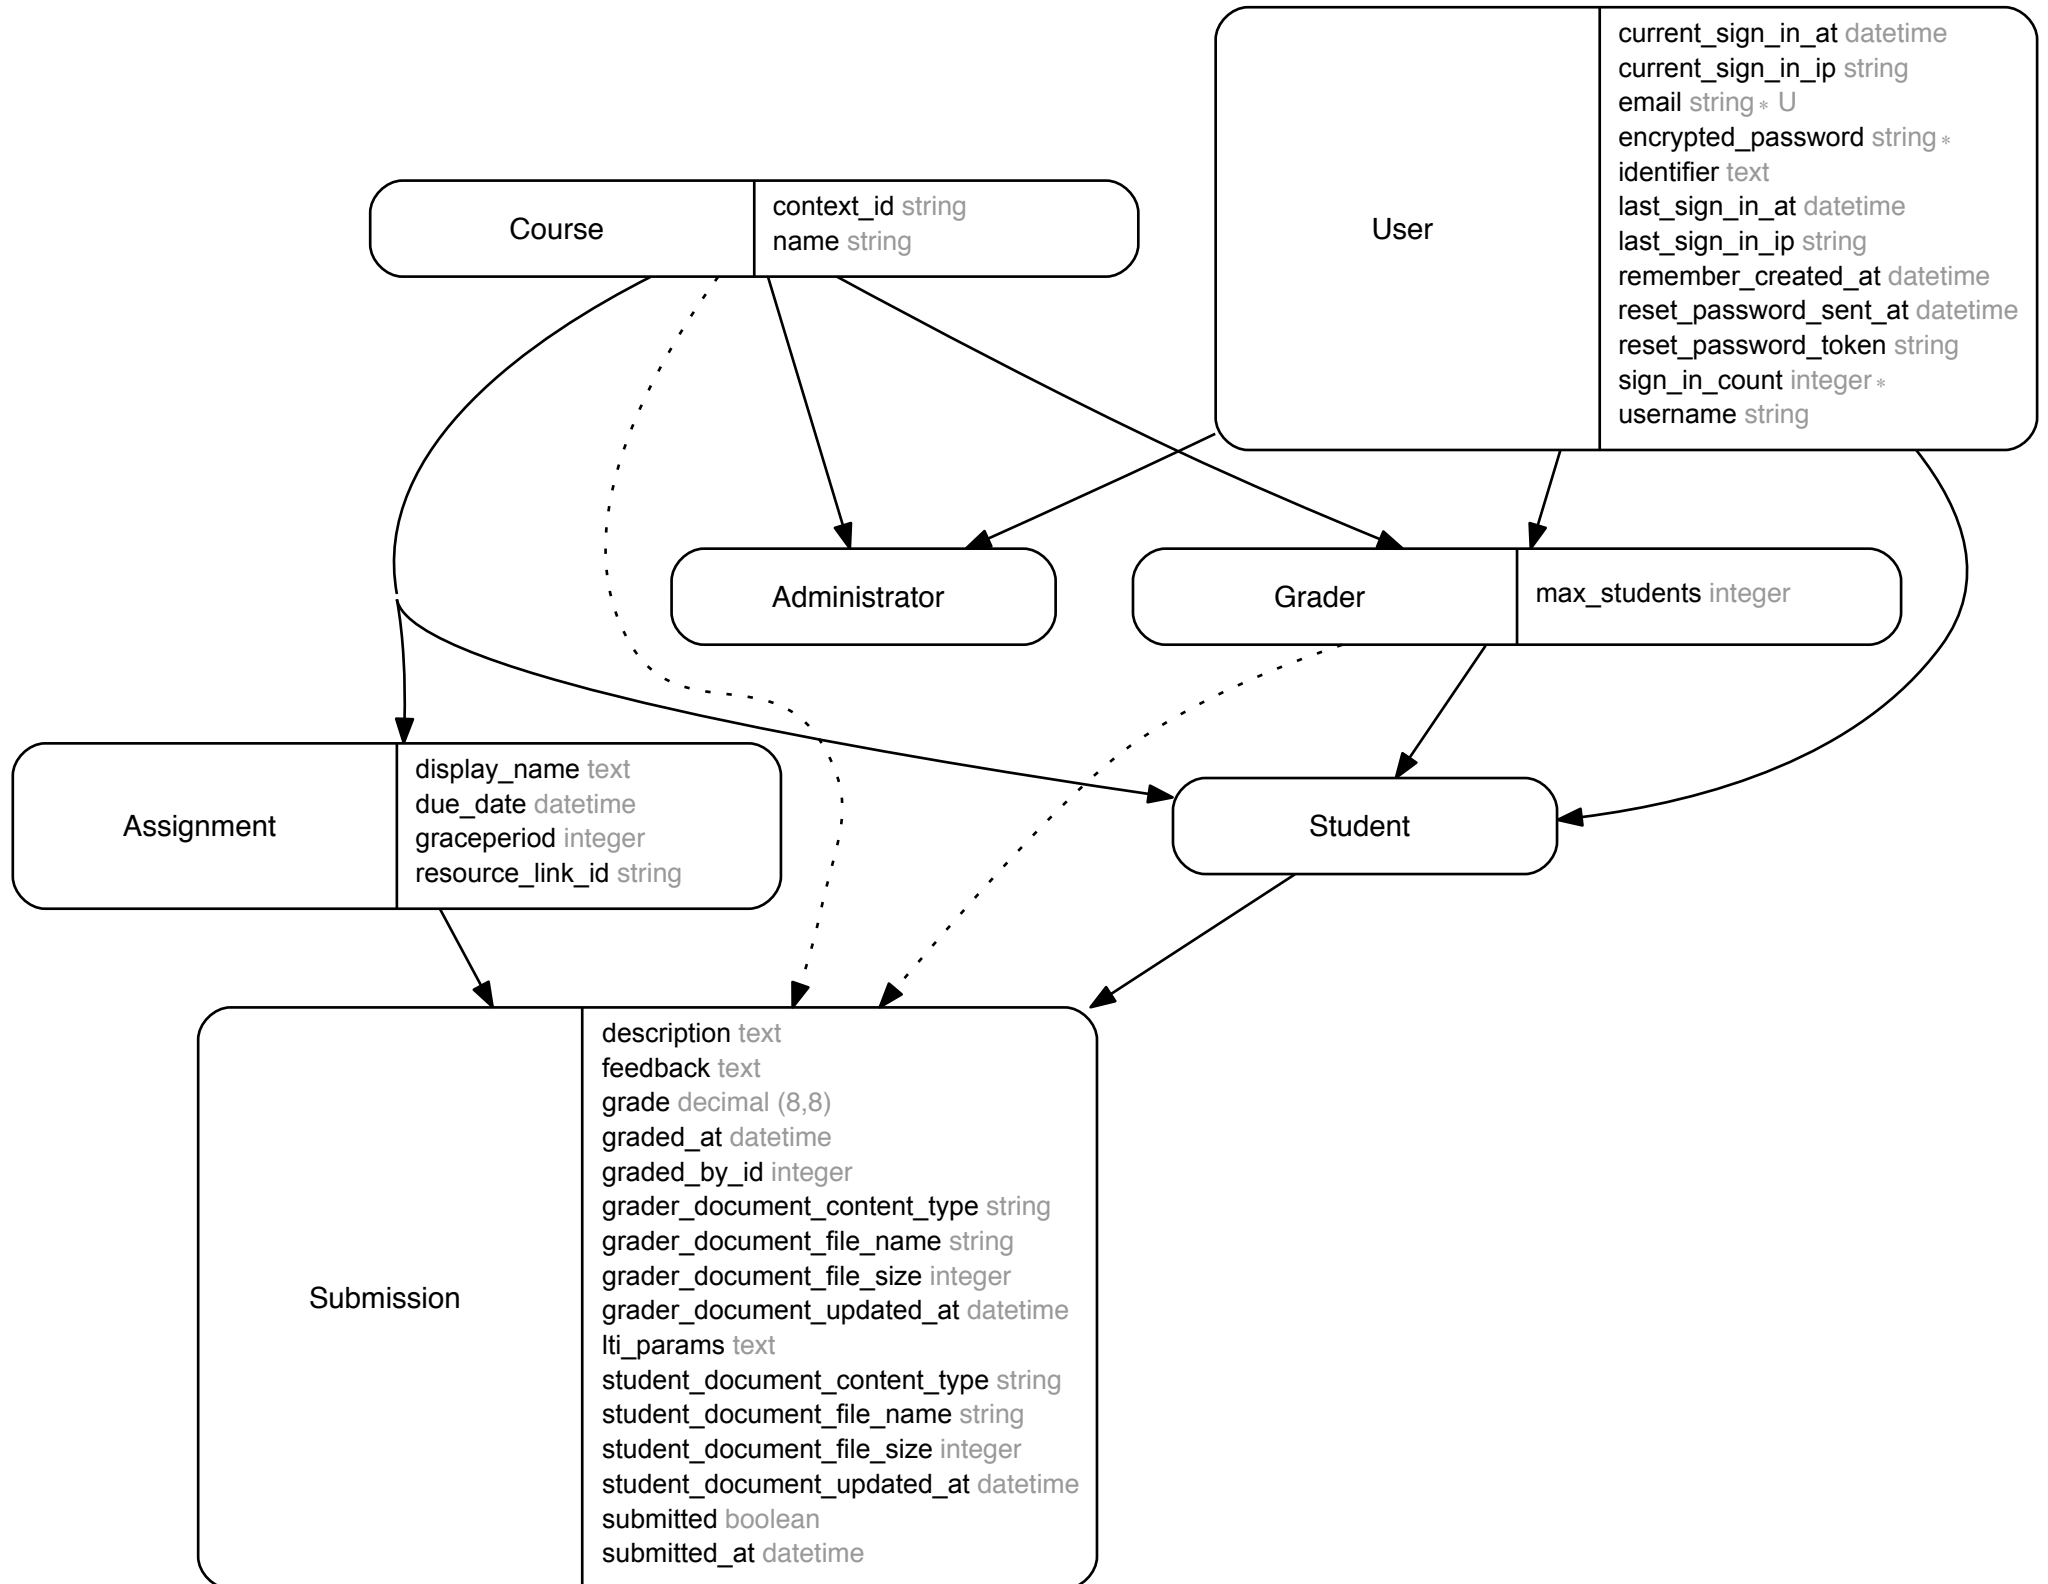 Course
context_id string
name string
User
current_sign_in_at datetime
current_sign_in_ip string
email string∗ U
encrypted_password string∗
identifier text
last_sign_in_at datetime
last_sign_in_ip string
remember_created_at datetime
reset_password_sent_at datetime
reset_password_token string
sign_in_count integer∗
username string
Administrator
Grader
max_students integer
Assignment
display_name text
due_date datetime
graceperiod integer
resource_link_id string
Student
Submission
description text
feedback text
grade decimal (8,8)
graded_at datetime
graded_by_id integer
grader_document_content_type string
grader_document_file_name string
grader_document_file_size integer
grader_document_updated_at datetime
lti_params text
student_document_content_type string
student_document_file_name string
student_document_file_size integer
student_document_updated_at datetime
submitted boolean
submitted_at datetime